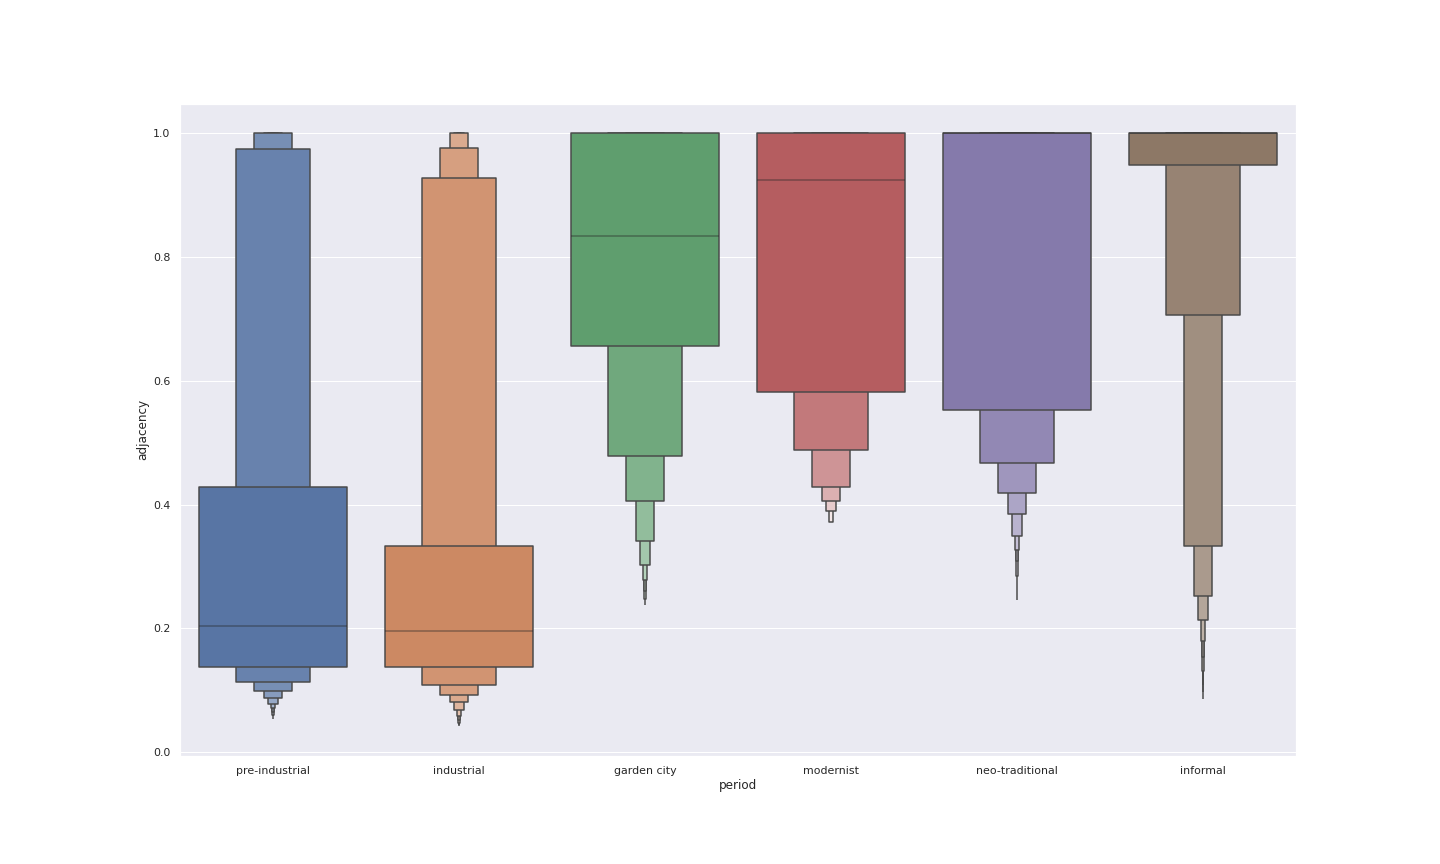 1.0
0.8
0.6
0.4
0.2
0.0
adjacency
pre-industrial
industrial
garden city
modernist
neo-traditional
informal
period